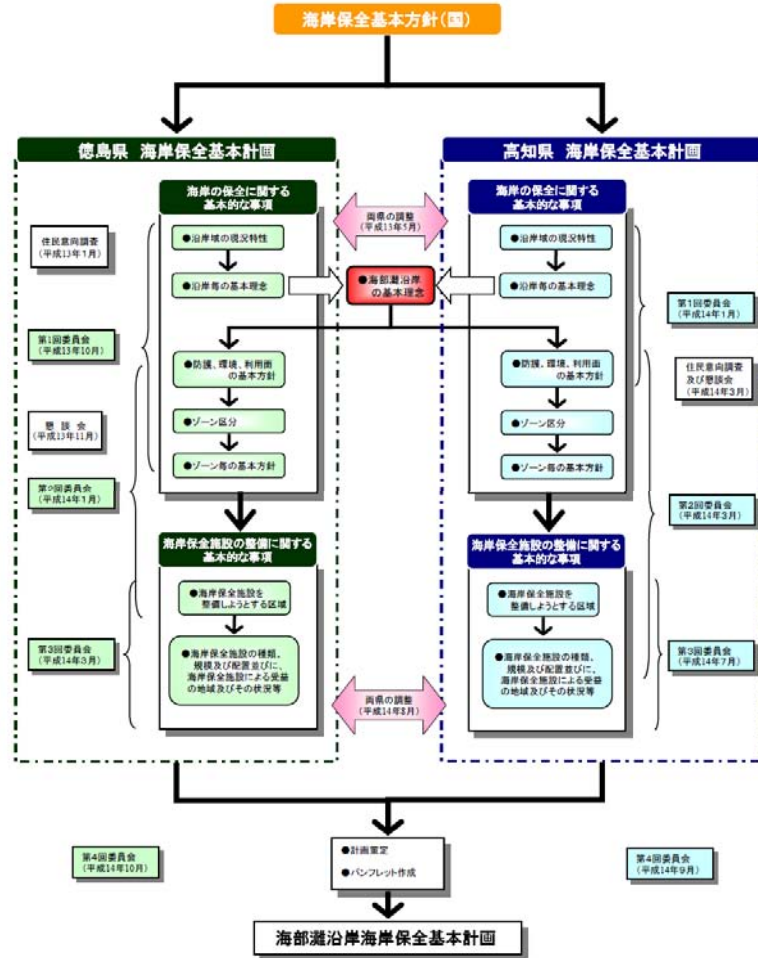 海岸保全基本方針(国)
徳島県 海岸保全基本計画
高知県 海岸保全基本計画
海岸の保全に関する
基本的な事項
海岸の保全に関する
基本的な事項
両県の調整
(平成13年5月)
住民意向調査
(平成13年1月)
●沿岸域の現況特性
●沿岸域の現況特性
●沿岸毎の基本理念
●海部灘沿岸
の基本理念
●沿岸毎の基本理念
第1回委員会
(平成14年1月)
第1回委員会
(平成13年10月)
●防護、環境、利用面
の基本方針
●防護、環境、利用面
の基本方針
住民意向調査
及び懇談会
(平成14年3月)
懇談会
(平成13年11月)
●ゾーン区分
●ゾーン区分
●ゾーン毎の基本方針
●ゾーン毎の基本方針
第2回委員会
(平成14年1月)
第2回委員会
(平成14年3月)
海岸保全施設の整備に関する
基本的な事項
海岸保全施設の整備に関する
基本的な事項
●海岸保全施設を
整備しようとする区域
●海岸保全施設を
整備しようとする区域
第3回委員会
(平成14年3月)
●海岸保全施設の種類、
規模及び配置並びに、
海岸保全施設による受益
の地域及びその状況等
●海岸保全施設の種類、
規模及び配置並びに、
海岸保全施設による受益
の地域及びその状況等
第3回委員会
(平成14年7月)
両県の調整
(平成14年8月)
第4回委員会
(平成14年10月)
●計画策定
●パンフレット作成
第4回委員会
(平成14年9月)
海部灘沿岸海岸保全基本計画